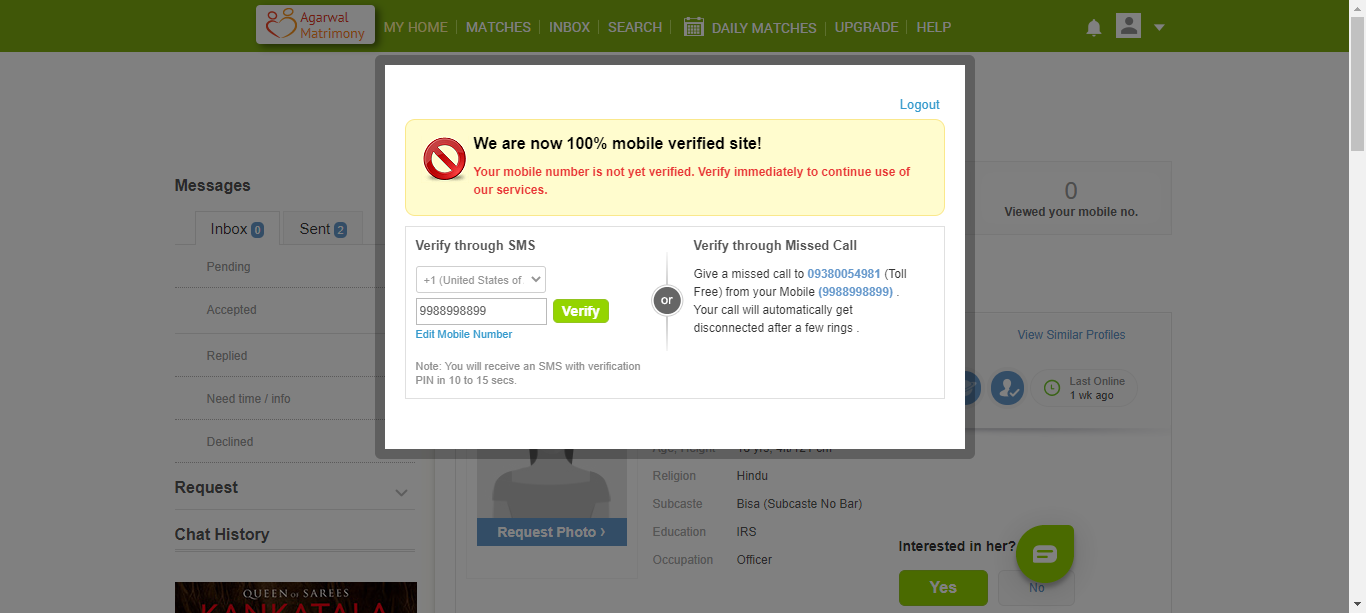 Agarwal
Matrimony
MY HOME
MATCHES
INBOX
SEARCH
DAILY MATCHES
UPGRADE
HELP
Logout
We are now 100% mobile verified site!
Your mobile number is not yet verified. Verify immediately to continue use of
our services.
Verify through SMS
+1 (United States of
9988998899
Verify
Edit Mobile Number
Note: You will receive an SMS with verification
PIN in 10 to 15 secs.
or
Verify through Missed Call
Give a missed call to 09380054981 (Toll
Free) from your Mobile (9988998899) .
Your call will automatically get
disconnected after a few rings .
Messages
Inbox 0
Sent 2
Pending
Accepted
Replied
Need time / info
Declined
Request
Chat History
QUEEN OF SAREES
KANKATALA
0
Viewed your mobile no.
View Similar Profiles
Last Online
1 wk ago
Religion Hindu
Subcaste Bisa (Subcaste No Bar)
Education IRS
Occupation Officer
Request Photo ›
Interested in her?
Yes
No